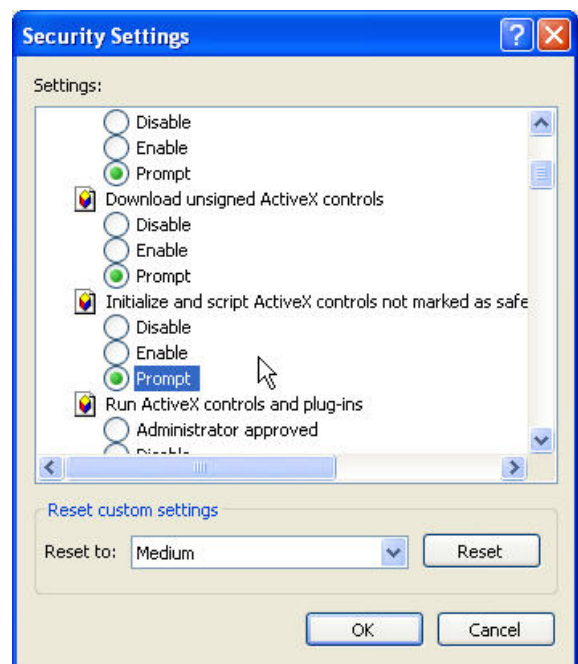 Security Settings
Settings:
Disable
Enable
Prompt
Download unsigned ActiveX controls
Disable
Enable
Prompt
Initialize and script ActiveX controls not marked as safe
Disable
Enable
Prompt
Run ActiveX controls and plug-ins
Administrator approved
Disable
Reset custom settings
Reset to: Medium Reset
OK Cancel